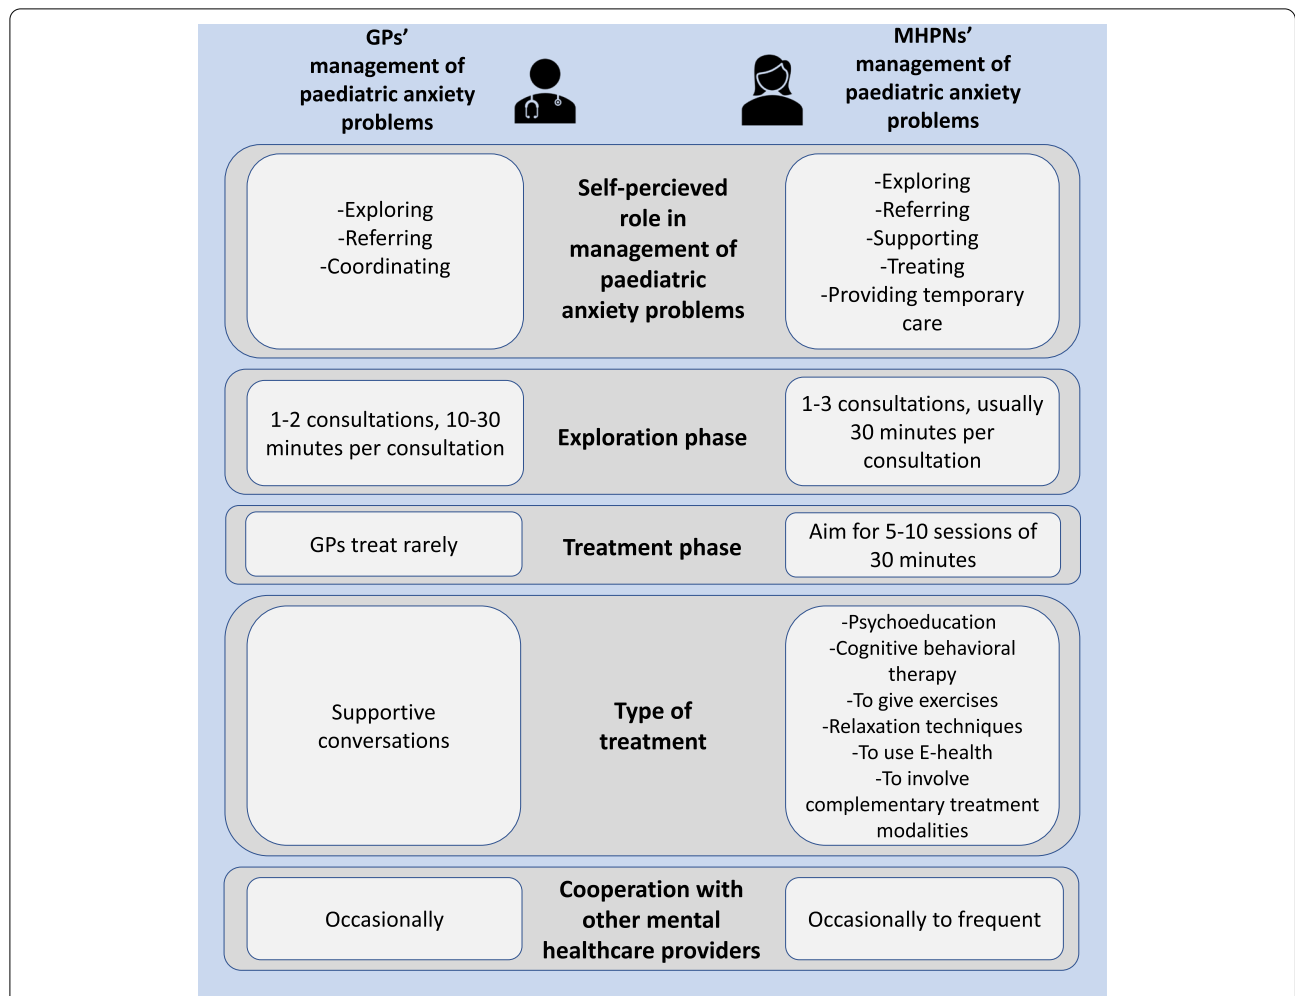 GPs’
management of
paediatric anxiety
problems
MHPNs’
management of
paediatric anxiety
problems
-Exploring
-Referring
-Coordinating
Self-percieved
role in
management of
paediatric
anxiety problems
-Exploring
-Referring
-Supporting
-Treating
-Providing temporary
care
1-2 consultations, 10-30
minutes per consultation
Exploration phase
1-3 consultations, usually
30 minutes per
consultation
GPs treat rarely
Treatment phase
Aim for 5-10 sessions of
30 minutes
Supportive
conversations
Type of
treatment
-Psychoeducation
-Cognitive behavioral
therapy
-To give exercises
-Relaxation techniques
-To use E-health
-To involve
complementary treatment
modalities
Occasionally
Cooperation with
other mental
healthcare providers
Occasionally to frequent